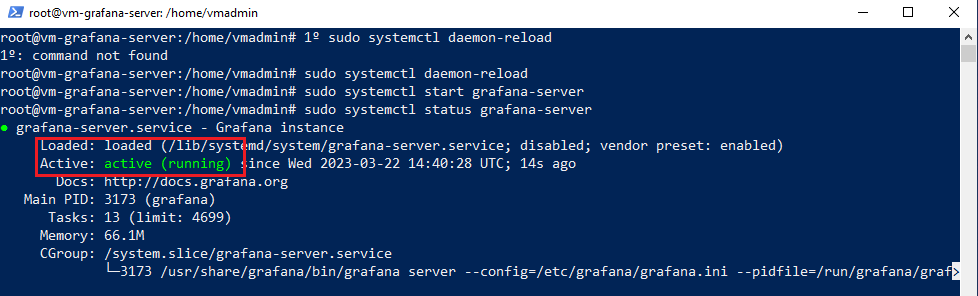 root@vm-grafana-server: /home/vmadmin
root@vm-grafana-server:/home/vmadmin# 1º sudo systemctl daemon-reload
1º: command not found
root@vm-grafana-server:/home/vmadmin# sudo systemctl daemon-reload
root@vm-grafana-server:/home/vmadmin# sudo systemctl start grafana-server
root@vm-grafana-server:/home/vmadmin# sudo systemctl status grafana-server
● grafana-server.service - Grafana instance
Loaded: loaded (/lib/systemd/system/grafana-server.service; disabled; vendor preset: enabled)
Active: active (running) since Wed 2023-03-22 14:40:28 UTC; 14s ago
Docs: http://docs.grafana.org
Main PID: 3173 (grafana)
Tasks: 13 (limit: 4699)
Memory: 66.1M
CGroup: /system.slice/grafana-server.service
└─3173 /usr/share/grafana/bin/grafana server --config=/etc/grafana/grafana.ini --pidfile=/run/grafana/graf>